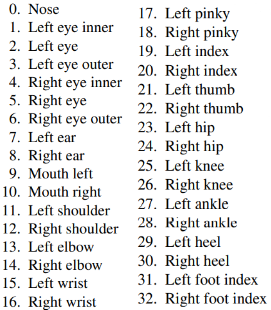 0. Nose
1. Left eye inner
2. Left eye
3. Left eye outer
4. Right eye inner
5. Right eye
6. Right eye outer
7. Left ear
8. Right ear
9. Mouth left
10. Mouth right
11. Left shoulder
12. Right shoulder
13. Left elbow
14. Right elbow
15. Left wrist
16. Right wrist
17. Left pinky
18. Right pinky
19. Left index
20. Right index
21. Left thumb
22. Right thumb
23. Left hip
24. Right hip
25. Left knee
26. Right knee
27. Left ankle
28. Right ankle
29. Left heel
30. Right heel
31. Left foot index
32. Right foot index